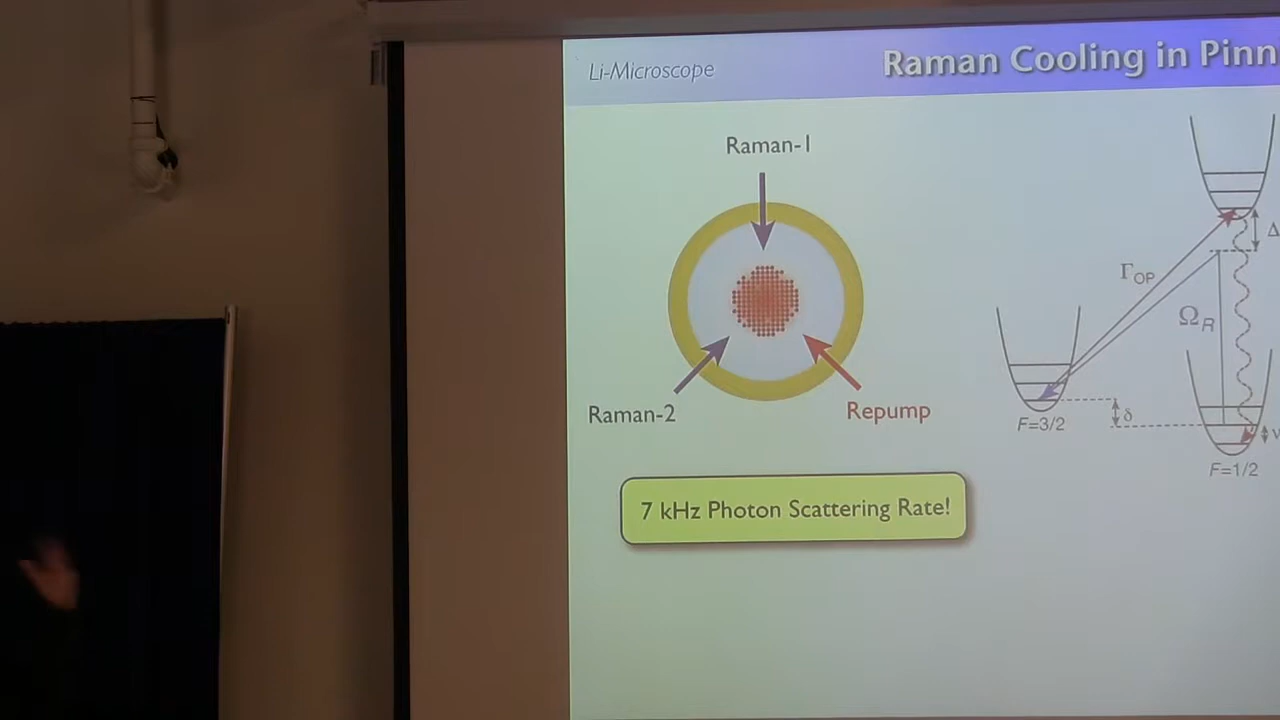 Li-Microscope
Raman Cooling in Pinn
Raman-1
Raman-2
Repump
7 kHz Photon Scattering Rate!
Γ_OP
Ω_R
Δ
δ
F=3/2
F=1/2